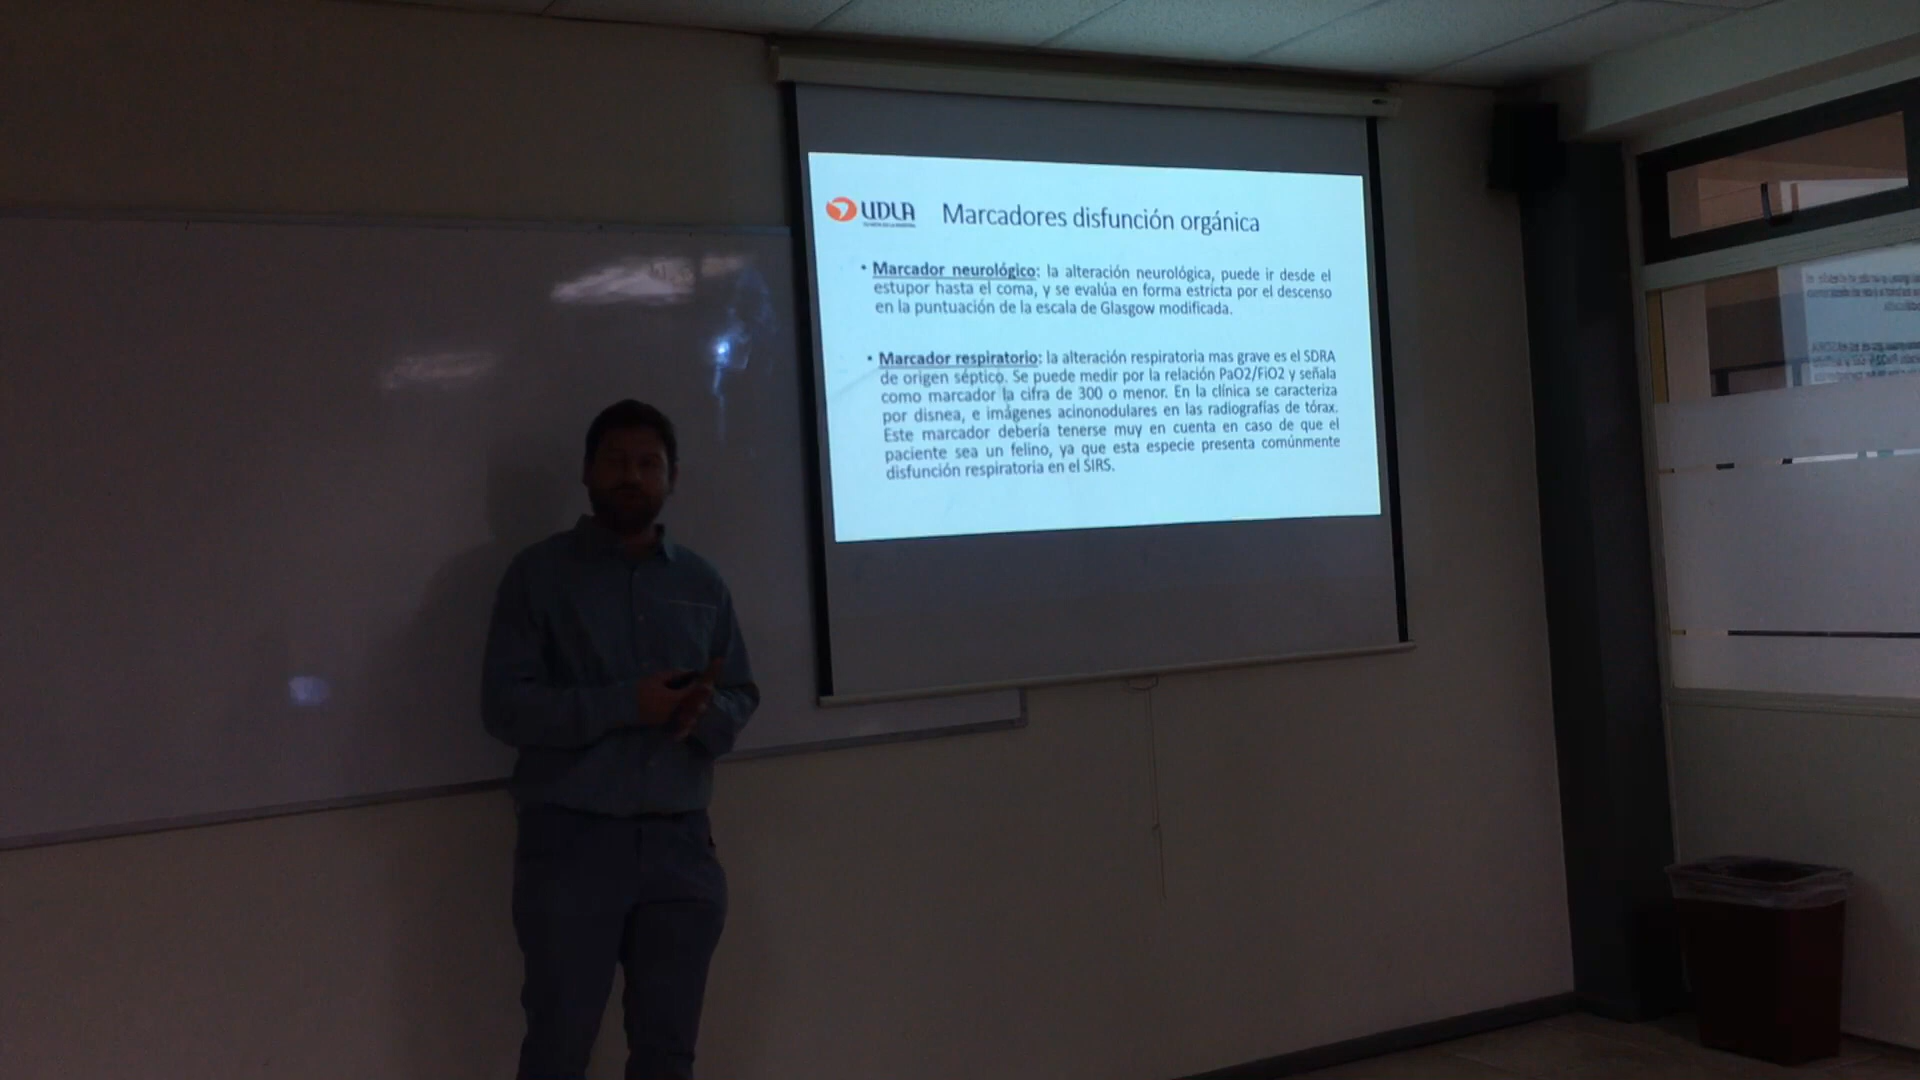 UDLA
Marcadores disfunción orgánica
• Marcador neurológico: la alteración neurológica, puede ir desde el
estupor hasta el coma, y se evalúa en forma estricta por el descenso
en la puntuación de la escala de Glasgow modificada.
• Marcador respiratorio: la alteración respiratoria mas grave es el SDRA
de origen séptico. Se puede medir por la relación PaO2/FiO2 y señala
como marcador la cifra de 300 o menor. En la clínica se caracteriza
por disnea, e imágenes acinonodulares en las radiografías de tórax.
Este marcador debería tenerse muy en cuenta en caso de que el
paciente sea un felino, ya que esta especie presenta comúnmente
disfunción respiratoria en el SIRS.